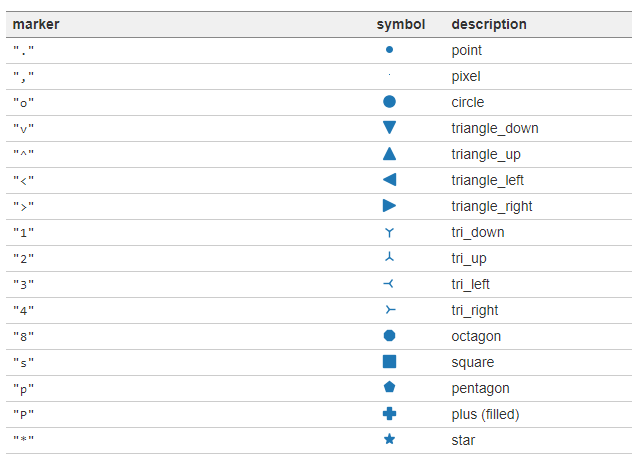 marker symbol description
"." point
"," pixel
"o" circle
"v" triangle_down
"^" triangle_up
"<" triangle_left
">" triangle_right
"1" tri_down
"2" tri_up
"3" tri_left
"4" tri_right
"8" octagon
"s" square
"p" pentagon
"P" plus (filled)
"*" star